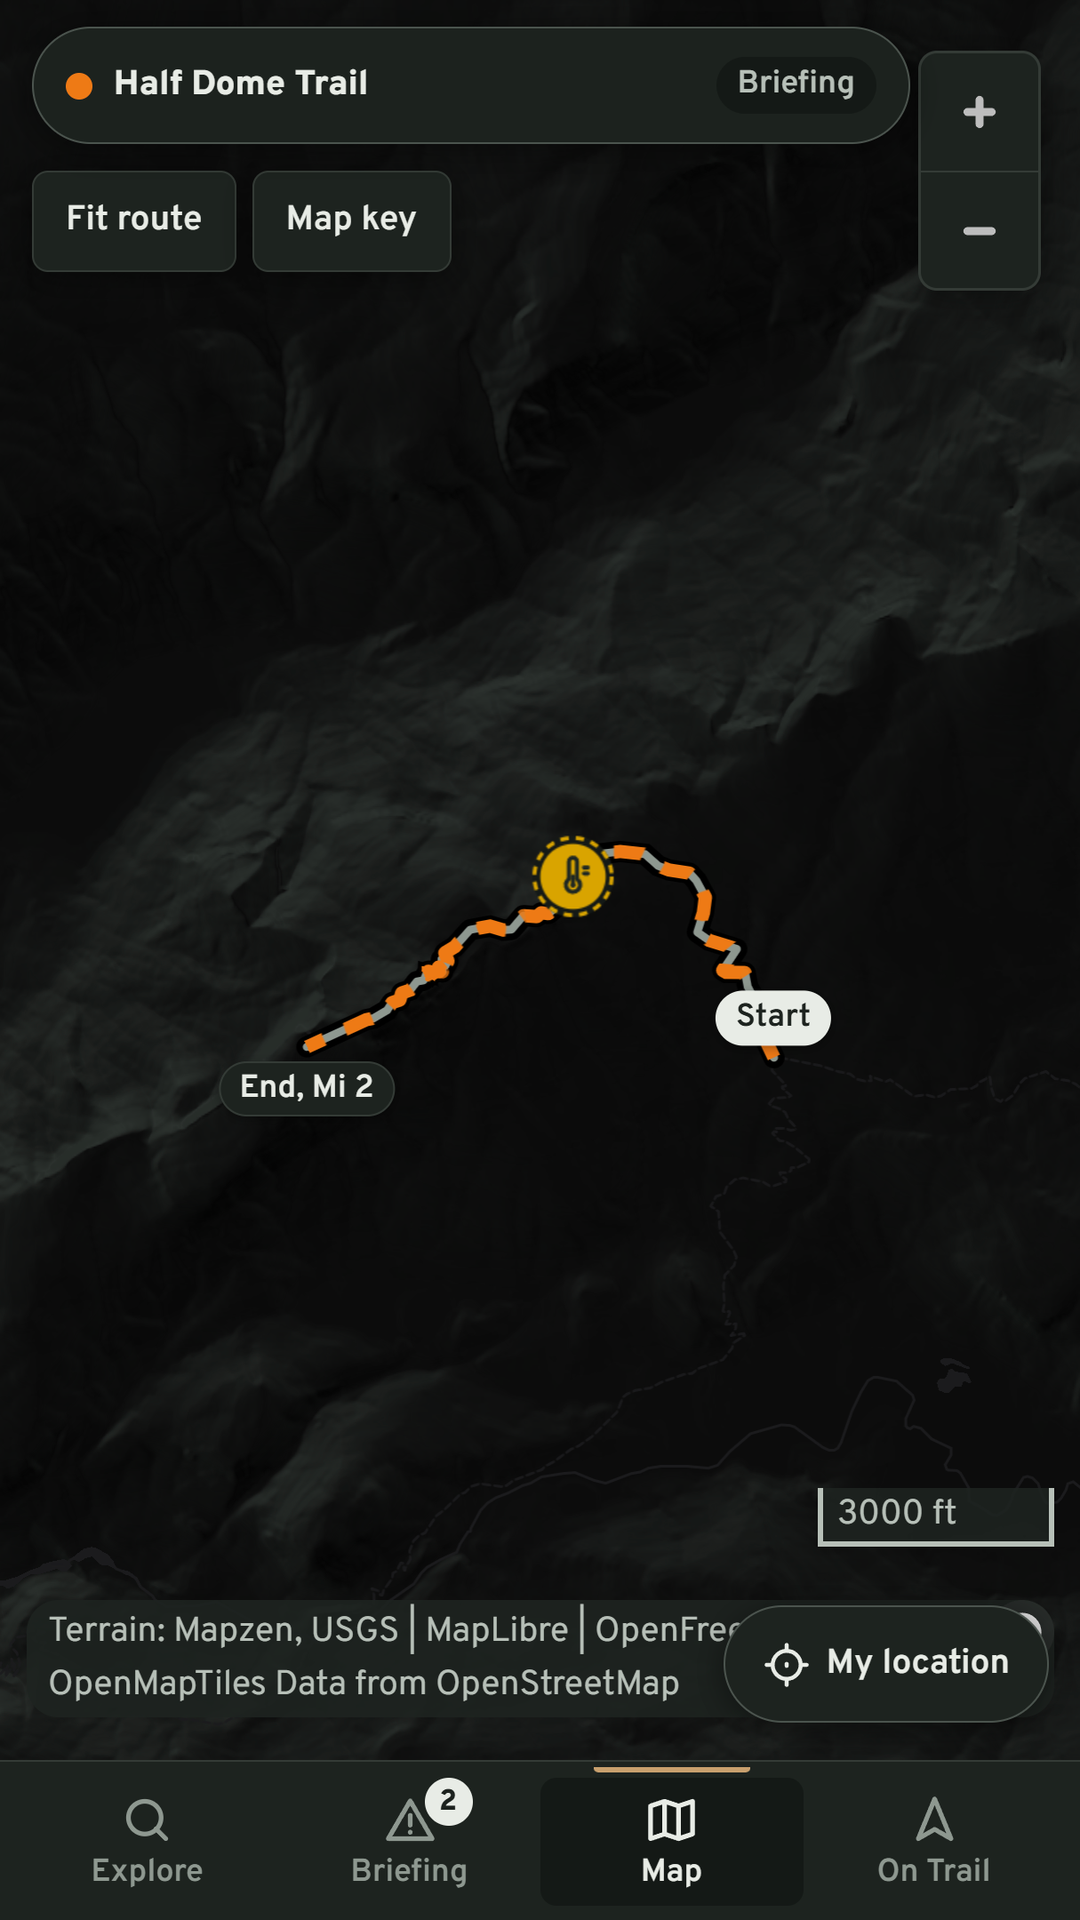 Half Dome Trail
Briefing
Fit route
Map key
Start
End, Mi 2
3000 ft
Terrain: Mapzen, USGS | MapLibre |
OpenMapTiles Data from OpenStreetMap
My location
2
Explore
Briefing
Map
On Trail